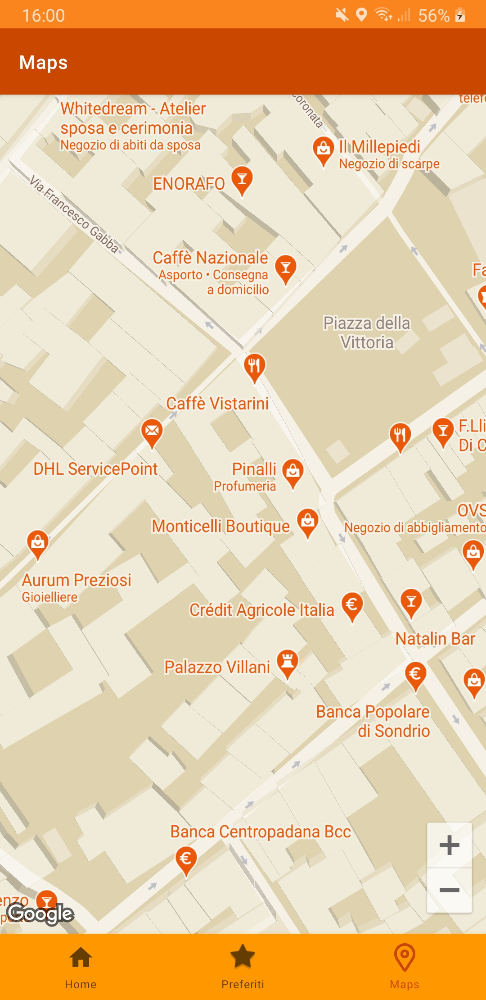 16:00
56%
Maps
Whitedream - Atelier
sposa e cerimonia
Negozio di abiti da sposa
coronata
telefo
Il Millepiedi
Negozio di scarpe
ENORAFO
Via Francesco Gabba
Caffè Nazionale
Asporto • Consegna
a domicilio
Fa
Piazza della
Vittoria
Caffè Vistarini
F.Lli
Di C
DHL ServicePoint
Pinalli
Profumeria
OVS
Negozio di abbigliamento
Monticelli Boutique
Aurum Preziosi
Gioielliere
Crédit Agricole Italia
Natalin Bar
Palazzo Villani
Banca Popolare
di Sondrio
Banca Centropadana Bcc
enzo
Google
Home
Preferiti
Maps